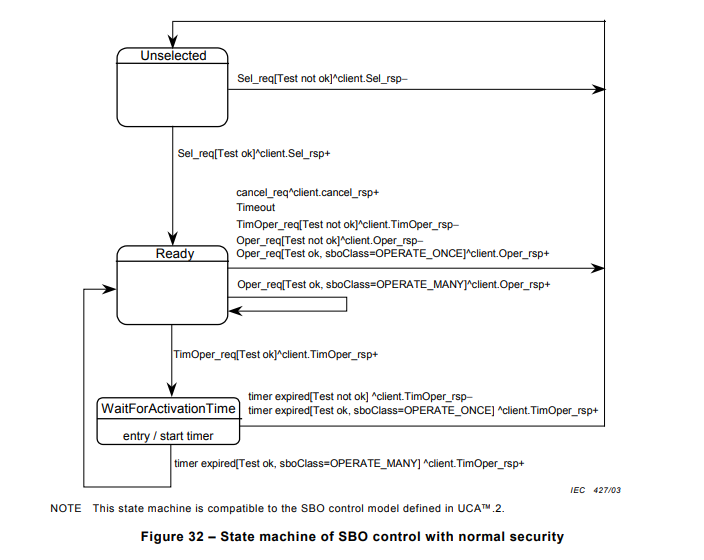 Unselected
Sel_req[Test not ok]^client.Sel_rsp–
Sel_req[Test ok]^client.Sel_rsp+
cancel_req^client.cancel_rsp+
Timeout
TimOper_req[Test not ok]^client.TimOper_rsp–
Oper_req[Test not ok]^client.Oper_rsp–
Oper_req[Test ok, sboClass=OPERATE_ONCE]^client.Oper_rsp+
Ready
Oper_req[Test ok, sboClass=OPERATE_MANY]^client.Oper_rsp+
TimOper_req[Test ok]^client.TimOper_rsp+
WaitForActivationTime
entry / start timer
timer expired[Test not ok] ^client.TimOper_rsp–
timer expired[Test ok, sboClass=OPERATE_ONCE] ^client.TimOper_rsp+
timer expired[Test ok, sboClass=OPERATE_MANY] ^client.TimOper_rsp+
IEC 427/03
NOTE This state machine is compatible to the SBO control model defined in UCA™.2.
Figure 32 – State machine of SBO control with normal security